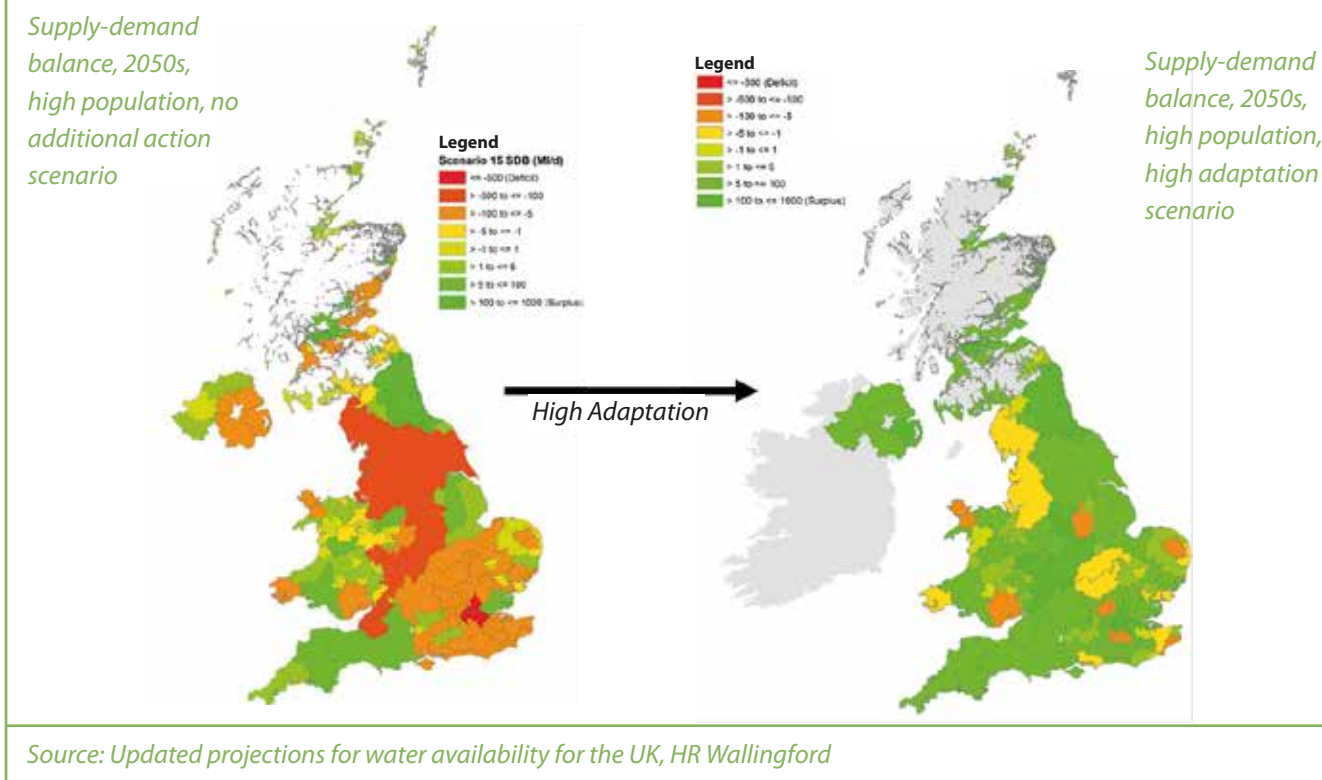 Supply-demand
balance, 2050s,
high population, no
additional action
scenario
Legend
Scenario 15 SDB (Ml/d)
<= -500 (Deficit)
> -500 to <= -100
> -100 to <= -5
> -5 to <= -1
> -1 to <= 1
> 1 to <= 5
> 5 to <= 100
> 100 to <= 1000 (Surplus)
High Adaptation
Legend
(Deficit)
> -500 to <= -100
> -100 to <= -5
> -5 to <= -1
> -1 to <= 1
> 1 to <= 5
> 5 to <= 100
> 100 to <= (Surplus)
Supply-demand
balance, 2050s,
high population,
high adaptation
scenario
Source: Updated projections for water availability for the UK, HR Wallingford